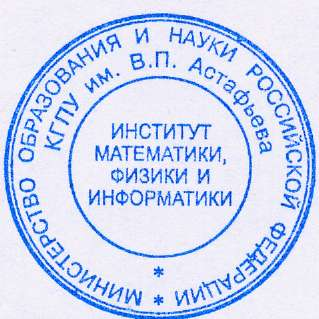 МИНИСТЕРСТВО ОБРАЗОВАНИЯ И НАУКИ РОССИЙСКОЙ ФЕДЕРАЦИИ *
КГПУ им. В.П. Астафьева
ИНСТИТУТ
МАТЕМАТИКИ,
ФИЗИКИ И
ИНФОРМАТИКИ
*